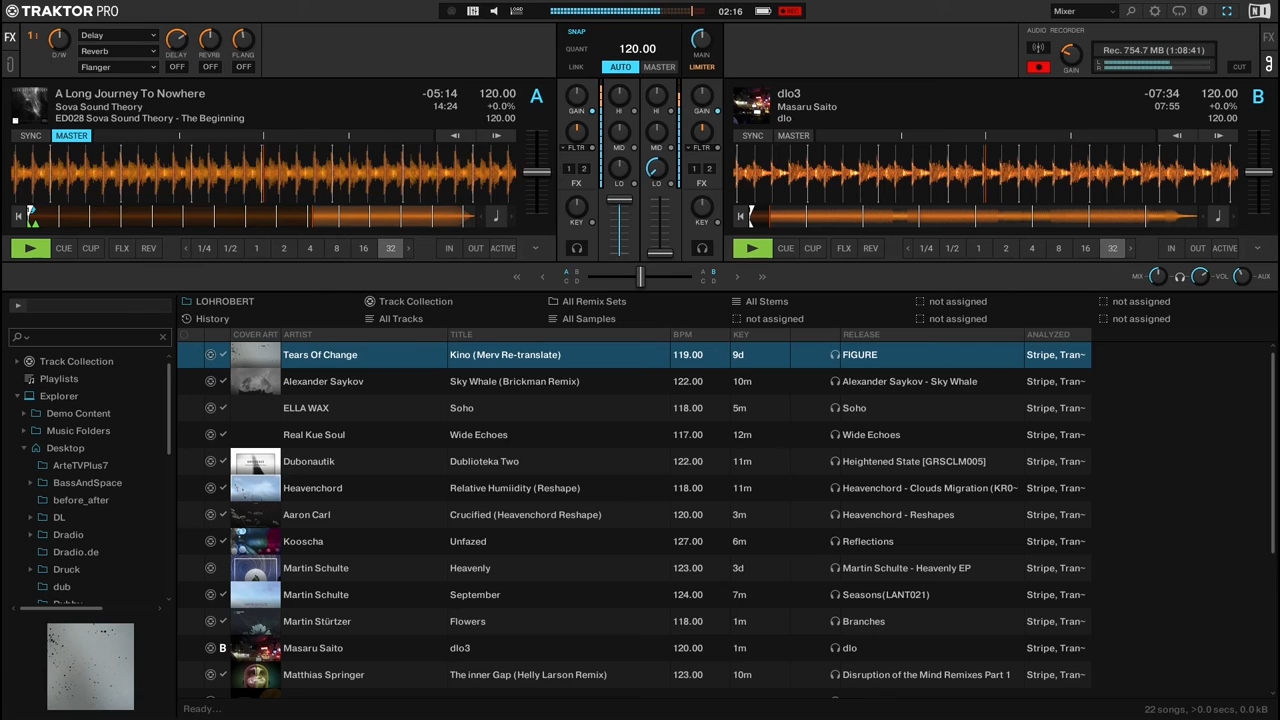 TRAKTOR PRO
LOAD
02:16
REC
Mixer
FX
1
D/W
Delay
Reverb
Flanger
DELAY
REVRB
FLANG
OFF
OFF
OFF
SNAP
QUANT
120.00
LINK
AUTO
MASTER
MAIN
LIMITER
AUDIO RECORDER
GAIN
Rec. 754.7 MB (1:08:41)
L
R
CUT
FX
A Long Journey To Nowhere
Sova Sound Theory
ED028 Sova Sound Theory - The Beginning
-05:14
14:24
120.00
+0.0%
120.00
A
SYNC
MASTER
GAIN
FLTR
1 2
FX
KEY
HI
MID
LO
HI
MID
LO
GAIN
FLTR
1 2
FX
KEY
dlo3
Masaru Saito
dlo
-07:34
07:55
120.00
+0.0%
120.00
B
SYNC
MASTER
CUE
CUP
FLX
REV
1/4
1/2
1
2
4
8
16
32
IN
OUT
ACTIVE
CUE
CUP
FLX
REV
1/4
1/2
1
2
4
8
16
32
IN
OUT
ACTIVE
A B
C D
A B
C D
MIX
VOL
AUX
LOHROBERT
Track Collection
All Remix Sets
All Stems
not assigned
not assigned
History
All Tracks
All Samples
not assigned
not assigned
not assigned
Track Collection
Playlists
Explorer
Demo Content
Music Folders
Desktop
ArteTVPlus7
BassAndSpace
before_after
DL
Dradio
Dradio.de
Druck
dub
COVER ART ARTIST TITLE BPM KEY RELEASE ANALYZED
Tears Of Change Kino (Merv Re-translate) 119.00 9d FIGURE Stripe, Tran~
Alexander Saykov Sky Whale (Brickman Remix) 122.00 10m Alexander Saykov - Sky Whale Stripe, Tran~
ELLA WAX Soho 118.00 5m Soho Stripe, Tran~
Real Kue Soul Wide Echoes 117.00 12m Wide Echoes Stripe, Tran~
Dubonautik Dublioteka Two 122.00 11m Heightened State [GRSCLM005] Stripe, Tran~
Heavenchord Relative Humiidity (Reshape) 118.00 11m Heavenchord - Clouds Migration (KR0~ Stripe, Tran~
Aaron Carl Crucified (Heavenchord Reshape) 120.00 3m Heavenchord - Reshapes Stripe, Tran~
Kooscha Unfazed 127.00 6m Reflections Stripe, Tran~
Martin Schulte Heavenly 123.00 3d Martin Schulte - Heavenly EP Stripe, Tran~
Martin Schulte September 124.00 7m Seasons(LANT021) Stripe, Tran~
Martin Stürtzer Flowers 118.00 1m Branches Stripe, Tran~
B Masaru Saito dlo3 120.00 1m dlo Stripe, Tran~
Matthias Springer The inner Gap (Helly Larson Remix) 123.00 10m Disruption of the Mind Remixes Part 1 Stripe, Tran~
Ready...
22 songs, >0.0 secs, 0.0 kB